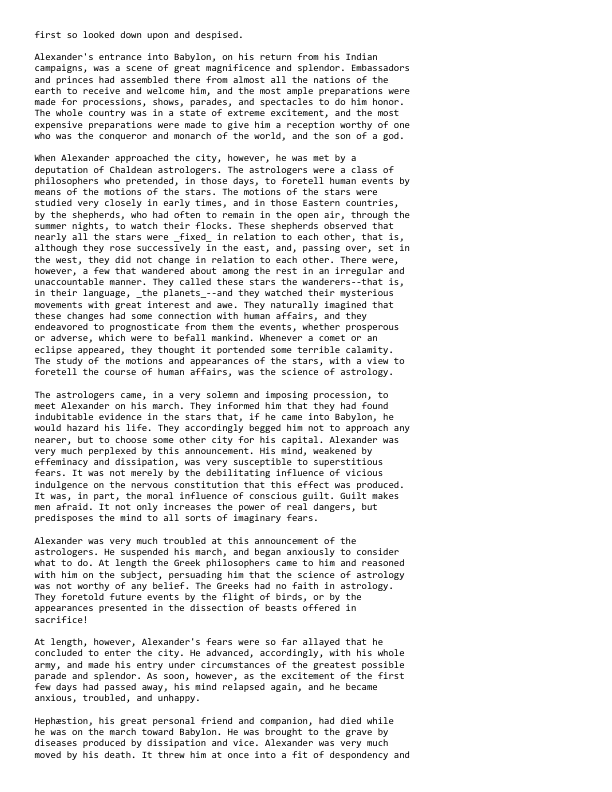 first so looked down upon and despised.
Alexander's entrance into Babylon, on his return from his Indian
campaigns, was a scene of great magnificence and splendor. Embassadors
and princes had assembled there from almost all the nations of the
earth to receive and welcome him, and the most ample preparations were
made for processions, shows, parades, and spectacles to do him honor.
The whole country was in a state of extreme excitement, and the most
expensive preparations were made to give him a reception worthy of one
who was the conqueror and monarch of the world, and the son of a god.
When Alexander approached the city, however, he was met by a
deputation of Chaldean astrologers. The astrologers were a class of
philosophers who pretended, in those days, to foretell human events by
means of the motions of the stars. The motions of the stars were
studied very closely in early times, and in those Eastern countries,
by the shepherds, who had often to remain in the open air, through the
summer nights, to watch their flocks. These shepherds observed that
nearly all the stars were _fixed_ in relation to each other, that is,
although they rose successively in the east, and, passing over, set in
the west, they did not change in relation to each other. There were,
however, a few that wandered about among the rest in an irregular and
unaccountable manner. They called these stars the wanderers--that is,
in their language, _the planets_--and they watched their mysterious
movements with great interest and awe. They naturally imagined that
these changes had some connection with human affairs, and they
endeavored to prognosticate from them the events, whether prosperous
or adverse, which were to befall mankind. Whenever a comet or an
eclipse appeared, they thought it portended some terrible calamity.
The study of the motions and appearances of the stars, with a view to
foretell the course of human affairs, was the science of astrology.
The astrologers came, in a very solemn and imposing procession, to
meet Alexander on his march. They informed him that they had found
indubitable evidence in the stars that, if he came into Babylon, he
would hazard his life. They accordingly begged him not to approach any
nearer, but to choose some other city for his capital. Alexander was
very much perplexed by this announcement. His mind, weakened by
effeminacy and dissipation, was very susceptible to superstitious
fears. It was not merely by the debilitating influence of vicious
indulgence on the nervous constitution that this effect was produced.
It was, in part, the moral influence of conscious guilt. Guilt makes
men afraid. It not only increases the power of real dangers, but
predisposes the mind to all sorts of imaginary fears.
Alexander was very much troubled at this announcement of the
astrologers. He suspended his march, and began anxiously to consider
what to do. At length the Greek philosophers came to him and reasoned
with him on the subject, persuading him that the science of astrology
was not worthy of any belief. The Greeks had no faith in astrology.
They foretold future events by the flight of birds, or by the
appearances presented in the dissection of beasts offered in
sacrifice!
At length, however, Alexander's fears were so far allayed that he
concluded to enter the city. He advanced, accordingly, with his whole
army, and made his entry under circumstances of the greatest possible
parade and splendor. As soon, however, as the excitement of the first
few days had passed away, his mind relapsed again, and he became
anxious, troubled, and unhappy.
Hephæstion, his great personal friend and companion, had died while
he was on the march toward Babylon. He was brought to the grave by
diseases produced by dissipation and vice. Alexander was very much
moved by his death. It threw him at once into a fit of despondency and